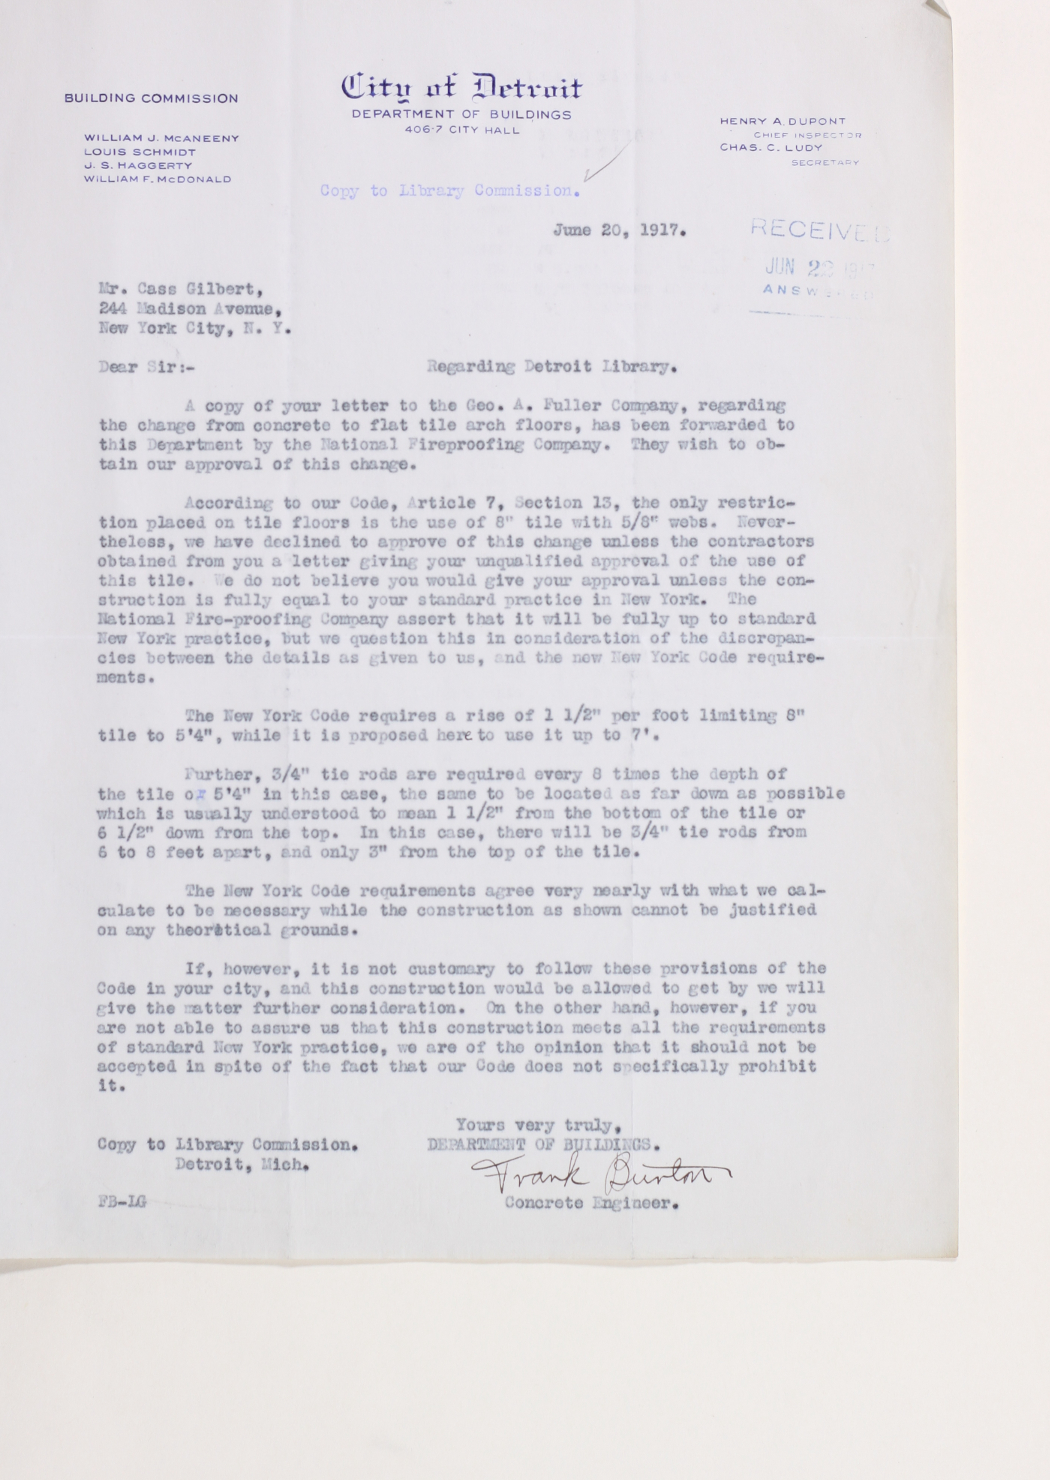 City of Detroit
DEPARTMENT OF BUILDINGS
406-7 CITY HALL
BUILDING COMMISSION
WILLIAM J. McANEENY
LOUIS SCHMIDT
J. S. HAGGERTY
WILLIAM F. McDONALD
HENRY A. DUPONT
CHIEF INSPECTOR
CHAS. C. LUDY
SECRETARY
Copy to Library Commission.
June 20, 1917.
RECEIVED
JUN 22 1917
ANSWERED
Mr. Cass Gilbert,
244 Madison Avenue,
New York City, N. Y.
Dear Sir:- Regarding Detroit Library.
A copy of your letter to the Geo. A. Fuller Company, regarding
the change from concrete to flat tile arch floors, has been forwarded to
this Department by the National Fireproofing Company. They wish to ob-
tain our approval of this change.
According to our Code, Article 7, Section 13, the only restric-
tion placed on tile floors is the use of 8" tile with 5/8" webs. Never-
theless, we have declined to approve of this change unless the contractors
obtained from you a letter giving your unqualified approval of the use of
this tile. We do not believe you would give your approval unless the con-
struction is fully equal to your standard practice in New York. The
National Fire-proofing Company assert that it will be fully up to standard
New York practice, but we question this in consideration of the discrepan-
cies between the details as given to us, and the new New York Code require-
ments.
The New York Code requires a rise of 1 1/2" per foot limiting 8"
tile to 5'4", while it is proposed here to use it up to 7'.
Further, 3/4" tie rods are required every 8 times the depth of
the tile or 5'4" in this case, the same to be located as far down as possible
which is usually understood to mean 1 1/2" from the bottom of the tile or
6 1/2" down from the top. In this case, there will be 3/4" tie rods from
6 to 8 feet apart, and only 3" from the top of the tile.
The New York Code requirements agree very nearly with what we cal-
culate to be necessary while the construction as shown cannot be justified
on any theoretical grounds.
If, however, it is not customary to follow these provisions of the
Code in your city, and this construction would be allowed to get by we will
give the matter further consideration. On the other hand, however, if you
are not able to assure us that this construction meets all the requirements
of standard New York practice, we are of the opinion that it should not be
accepted in spite of the fact that our Code does not specifically prohibit
it.
Yours very truly,
Copy to Library Commission. DEPARTMENT OF BUILDINGS.
Detroit, Mich.
Frank Burton
FB-LG Concrete Engineer.